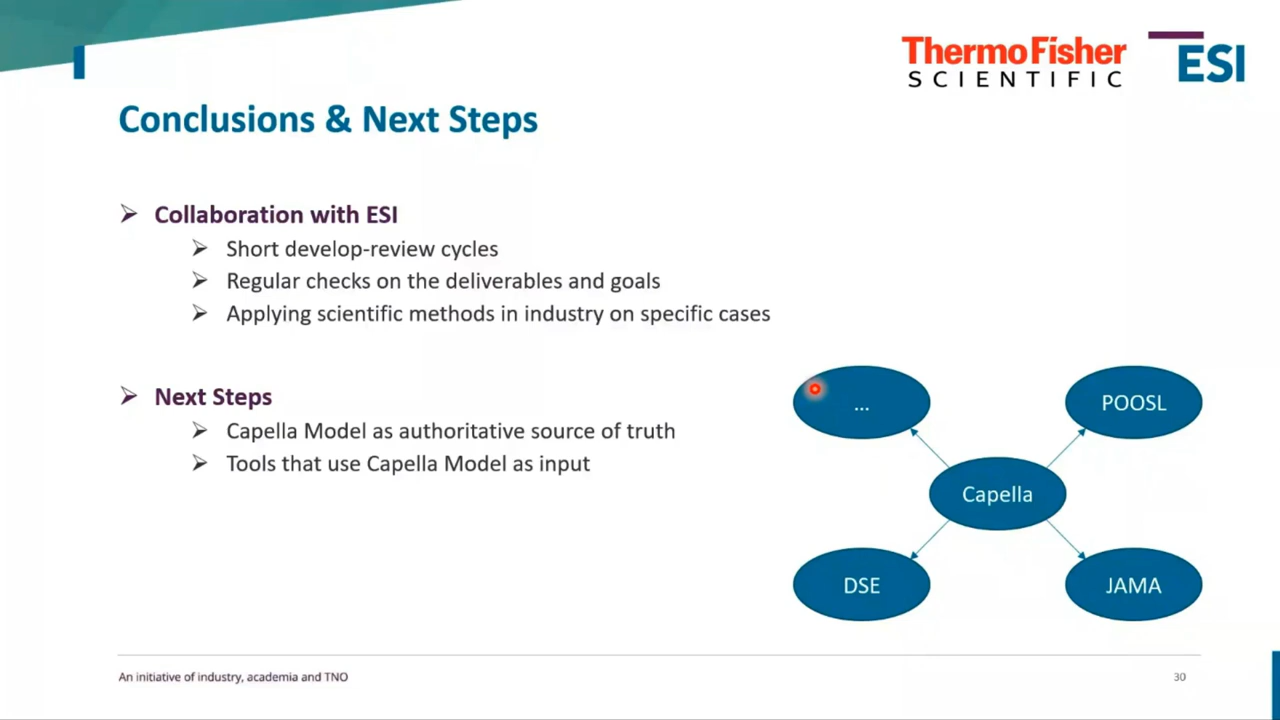 ThermoFisher
SCIENTIFIC
ESI
Conclusions & Next Steps
Collaboration with ESI
Short develop-review cycles
Regular checks on the deliverables and goals
Applying scientific methods in industry on specific cases
Next Steps
Capella Model as authoritative source of truth
Tools that use Capella Model as input
...
POOSL
Capella
DSE
JAMA
An initiative of industry, academia and TNO
30